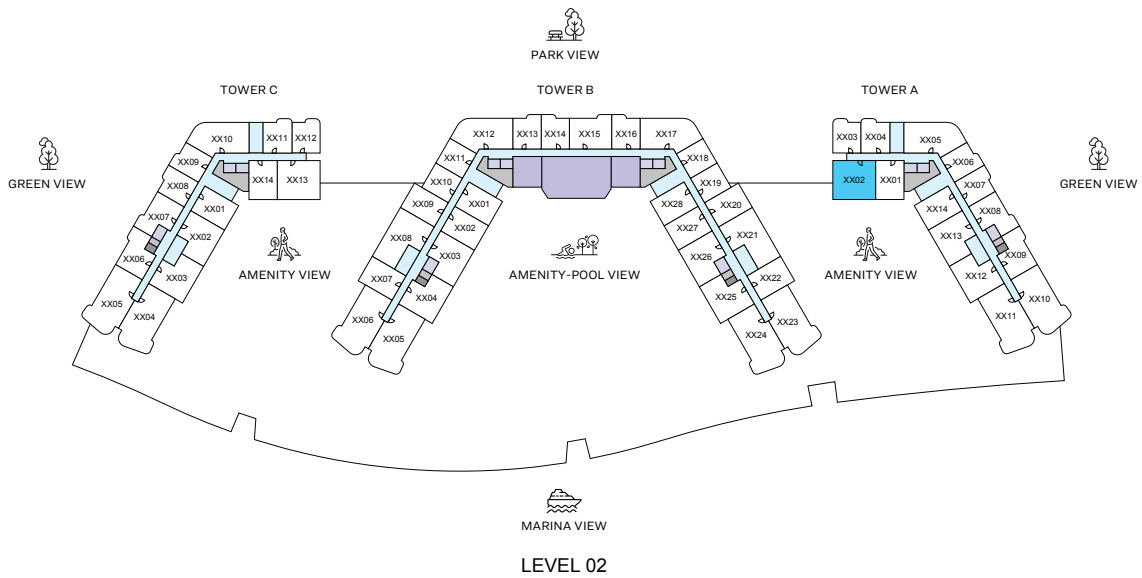 PARK VIEW
TOWER C
TOWER B
TOWER A
GREEN VIEW
GREEN VIEW
XX10
XX11
XX12
XX09
XX14
XX13
XX08
XX01
XX07
XX02
XX06
XX03
XX05
XX04
AMENITY VIEW
XX12
XX13
XX14
XX15
XX16
XX17
XX11
XX18
XX10
XX01
XX19
XX09
XX02
XX28
XX20
XX08
XX03
XX27
XX21
XX07
XX04
XX26
XX22
XX06
XX05
XX25
XX23
XX24
AMENITY-POOL VIEW
AMENITY VIEW
XX03
XX04
XX05
XX02
XX01
XX06
XX07
XX14
XX08
XX13
XX09
XX12
XX10
XX11
MARINA VIEW
LEVEL 02